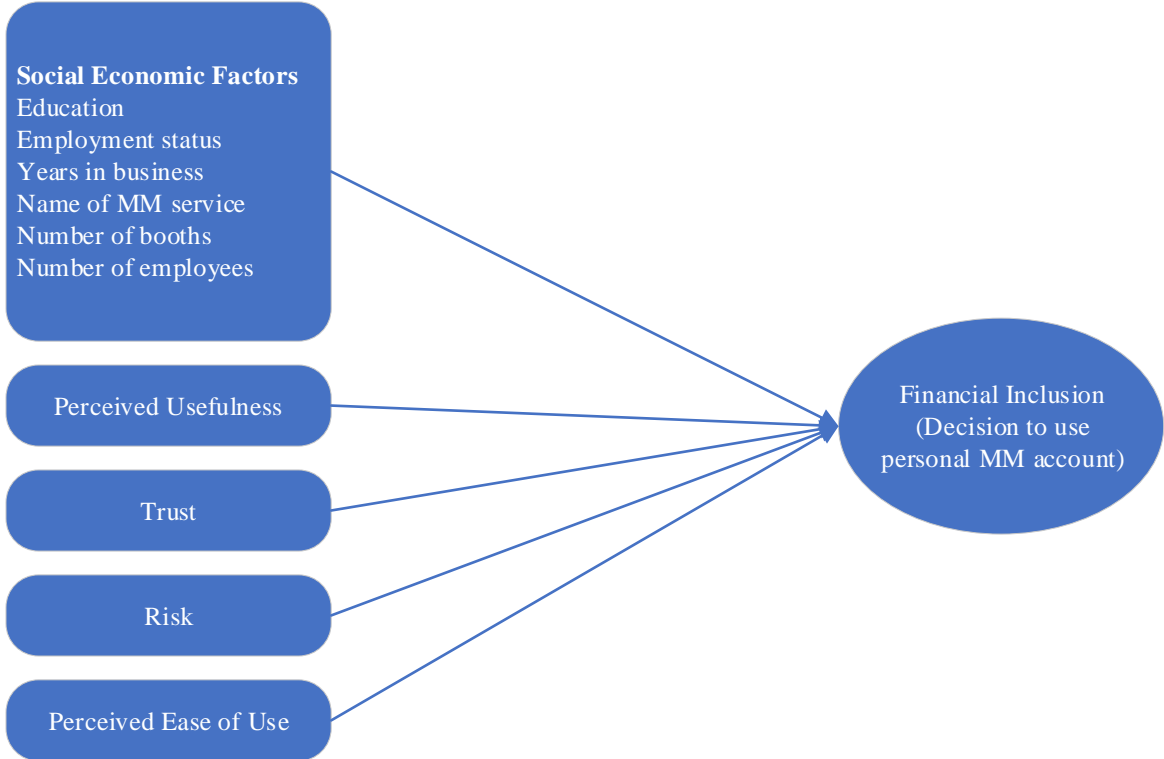 Social Economic Factors
Education
Employment status
Years in business
Name of MM service
Number of booths
Number of employees
Perceived Usefulness
Trust
Risk
Perceived Ease of Use
Financial Inclusion
(Decision to use
personal MM account)